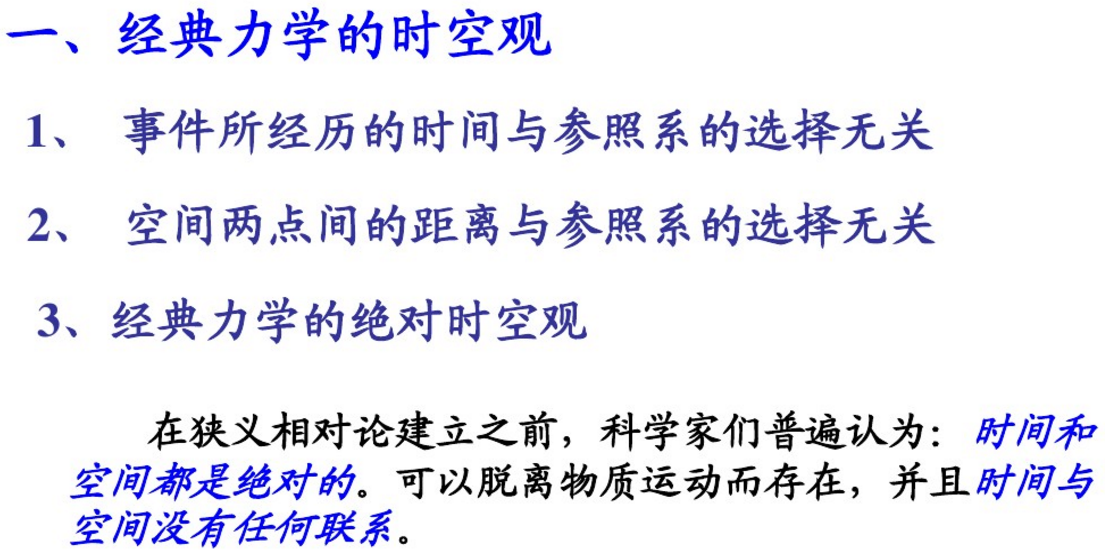 一、经典力学的时空观
1、 事件所经历的时间与参照系的选择无关
2、 空间两点间的距离与参照系的选择无关
3、经典力学的绝对时空观
在狭义相对论建立之前，科学家们普遍认为：时间和
空间都是绝对的。可以脱离物质运动而存在，并且时间与
空间没有任何联系。